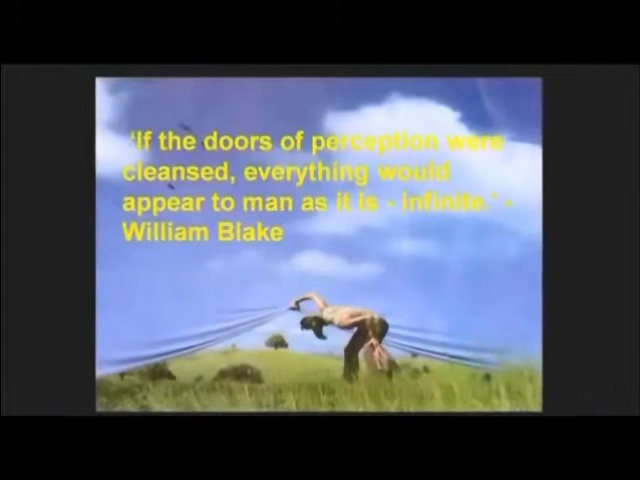 ‘If the doors of perception were
cleansed, everything would
appear to man as it is - infinite.’ -
William Blake